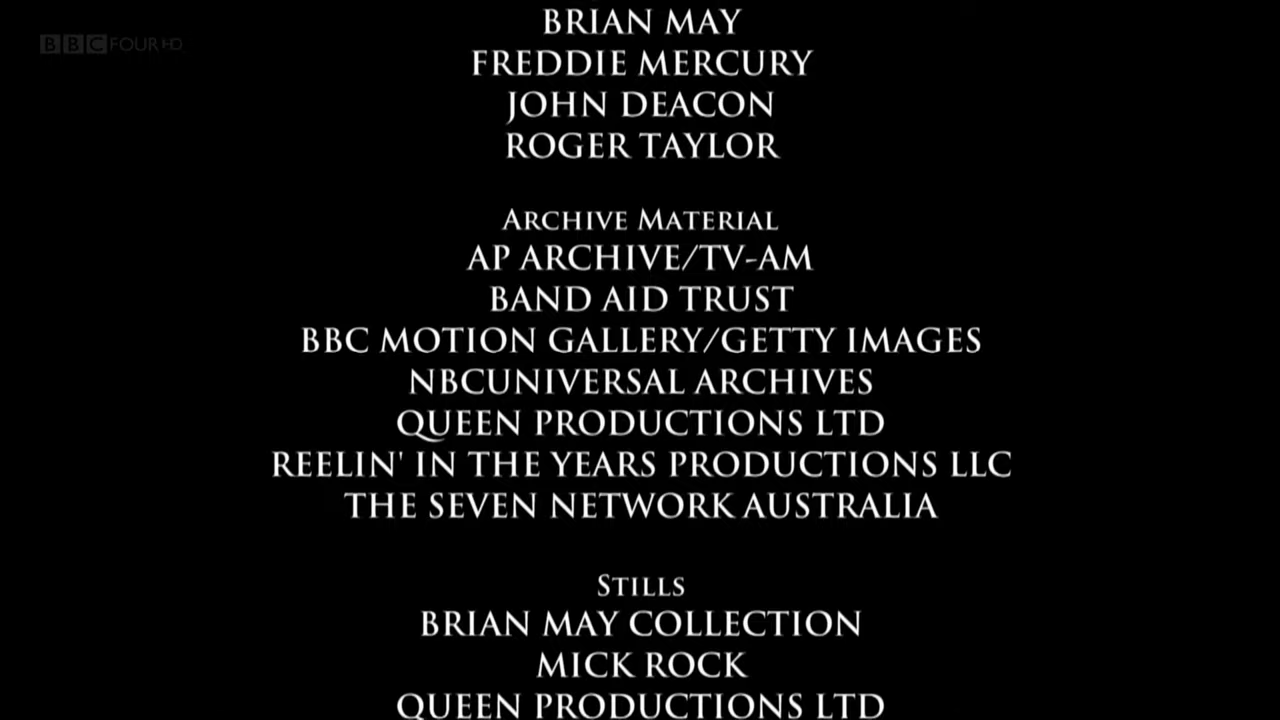 BBC FOUR HD
BRIAN MAY
FREDDIE MERCURY
JOHN DEACON
ROGER TAYLOR
ARCHIVE MATERIAL
AP ARCHIVE/TV-AM
BAND AID TRUST
BBC MOTION GALLERY/GETTY IMAGES
NBCUNIVERSAL ARCHIVES
QUEEN PRODUCTIONS LTD
REELIN' IN THE YEARS PRODUCTIONS LLC
THE SEVEN NETWORK AUSTRALIA
STILLS
BRIAN MAY COLLECTION
MICK ROCK
QUEEN PRODUCTIONS LTD